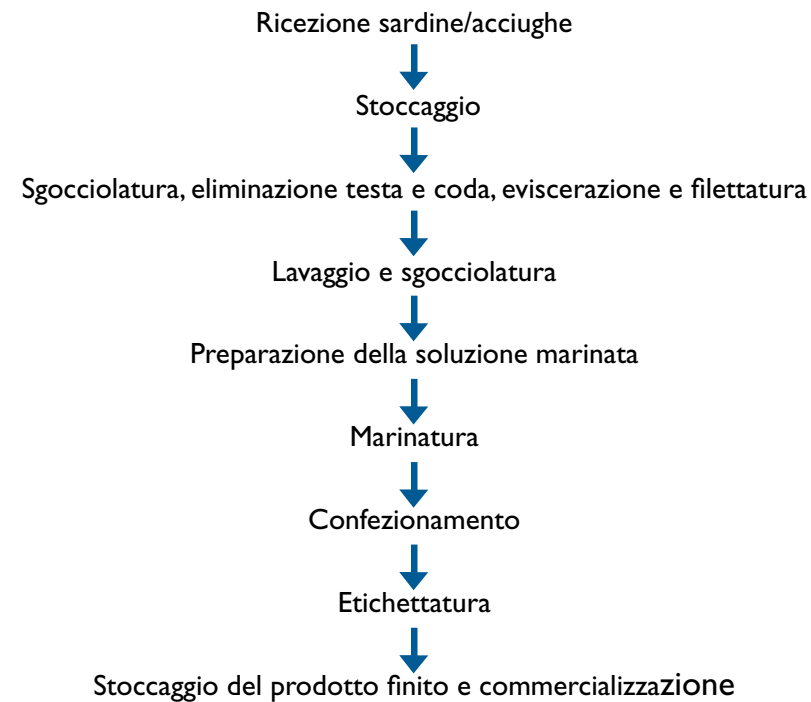 Ricezione sardine/acciughe
Stoccaggio
Sgocciolatura, eliminazione testa e coda, eviscerazione e filettatura
Lavaggio e sgocciolatura
Preparazione della soluzione marinata
Marinatura
Confezionamento
Etichettatura
Stoccaggio del prodotto finito e commercializzazione